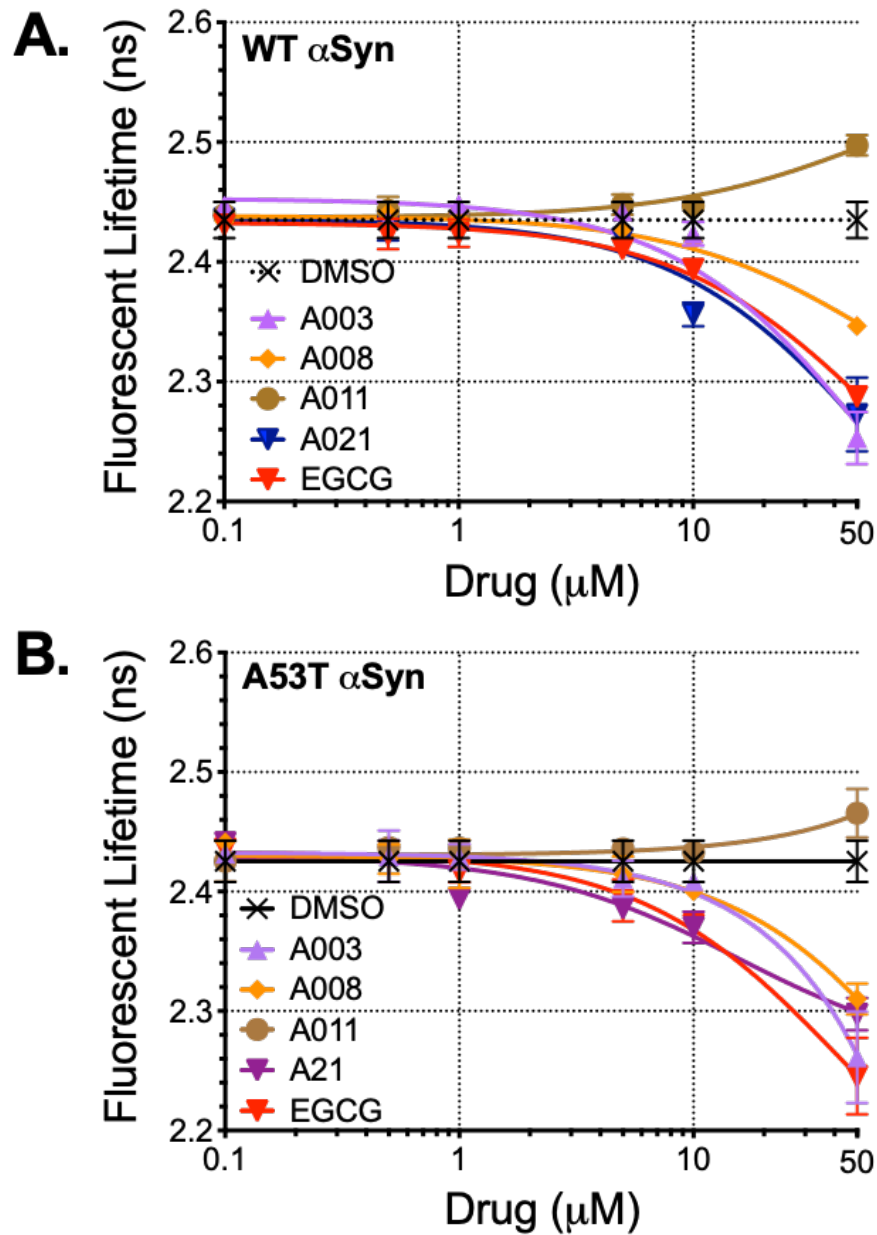 A.
WT αSyn
Fluorescent Lifetime (ns)
2.6
2.5
2.4
2.3
2.2
DMSO
A003
A008
A011
A021
EGCG
0.1 1 10 50
Drug (μM)
B.
A53T αSyn
Fluorescent Lifetime (ns)
2.6
2.5
2.4
2.3
2.2
DMSO
A003
A008
A011
A21
EGCG
0.1 1 10 50
Drug (μM)